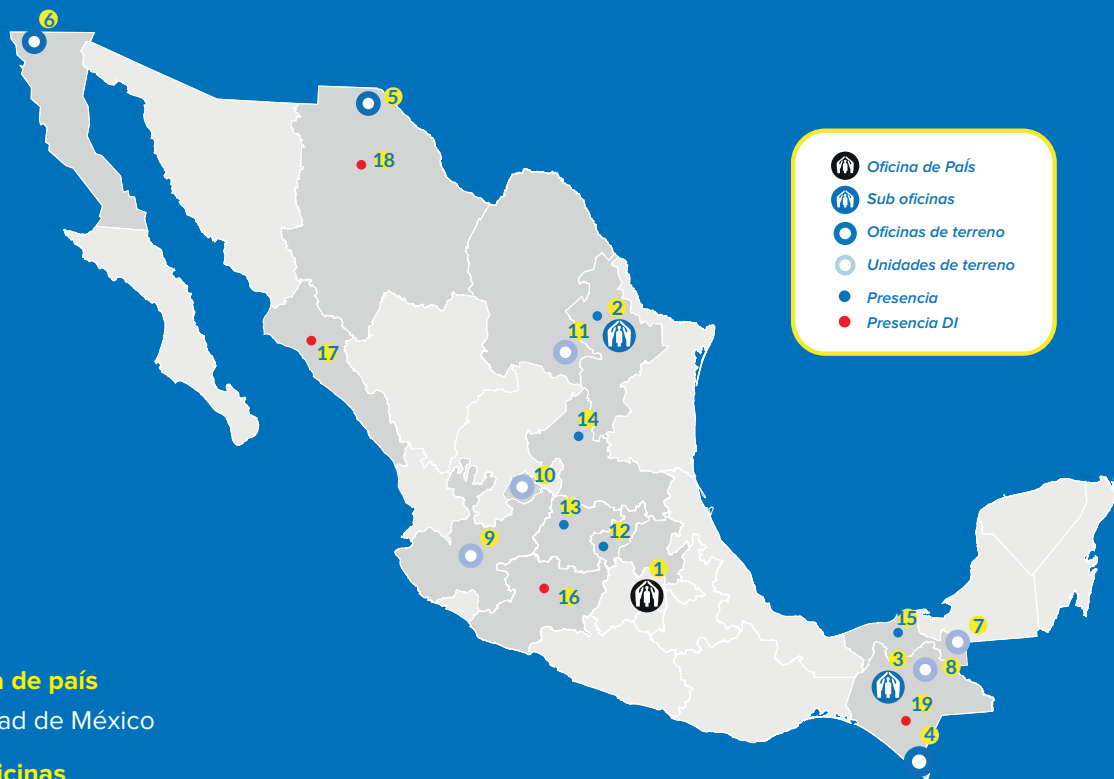 6
5
18
Oficina de País
Sub oficinas
Oficinas de terreno
Unidades de terreno
Presencia
Presencia DI
2
11
17
14
10
13
12
9
1
16
15
7
3
8
19
4
a de país
ad de México
icinas